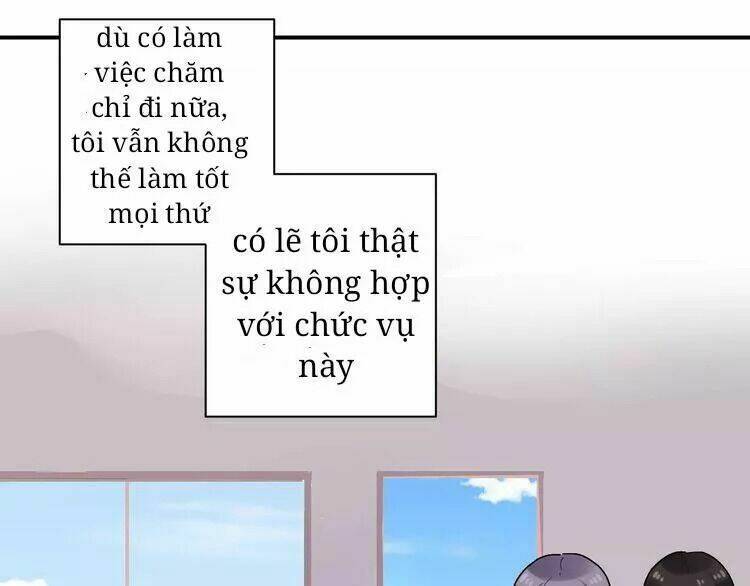 dù có làm
việc chăm
chỉ đi nữa,
tôi vẫn không
thế làm tốt
mọi thứ
có lẽ tôi thật
sự không hợp
với chức vụ
này